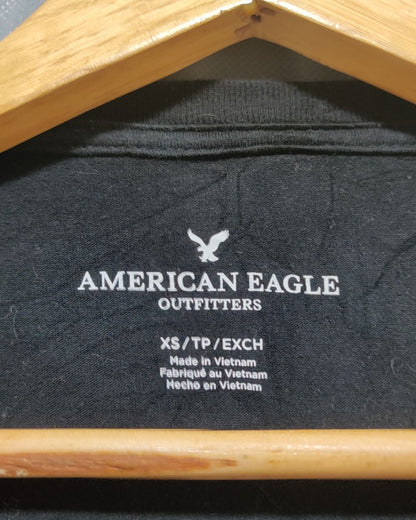 AMERICAN EAGLE
OUTFITTERS
XS/TP/EXCH
Made in Vietnam
Fabriqué au Vietnam
Hecho en Vietnam